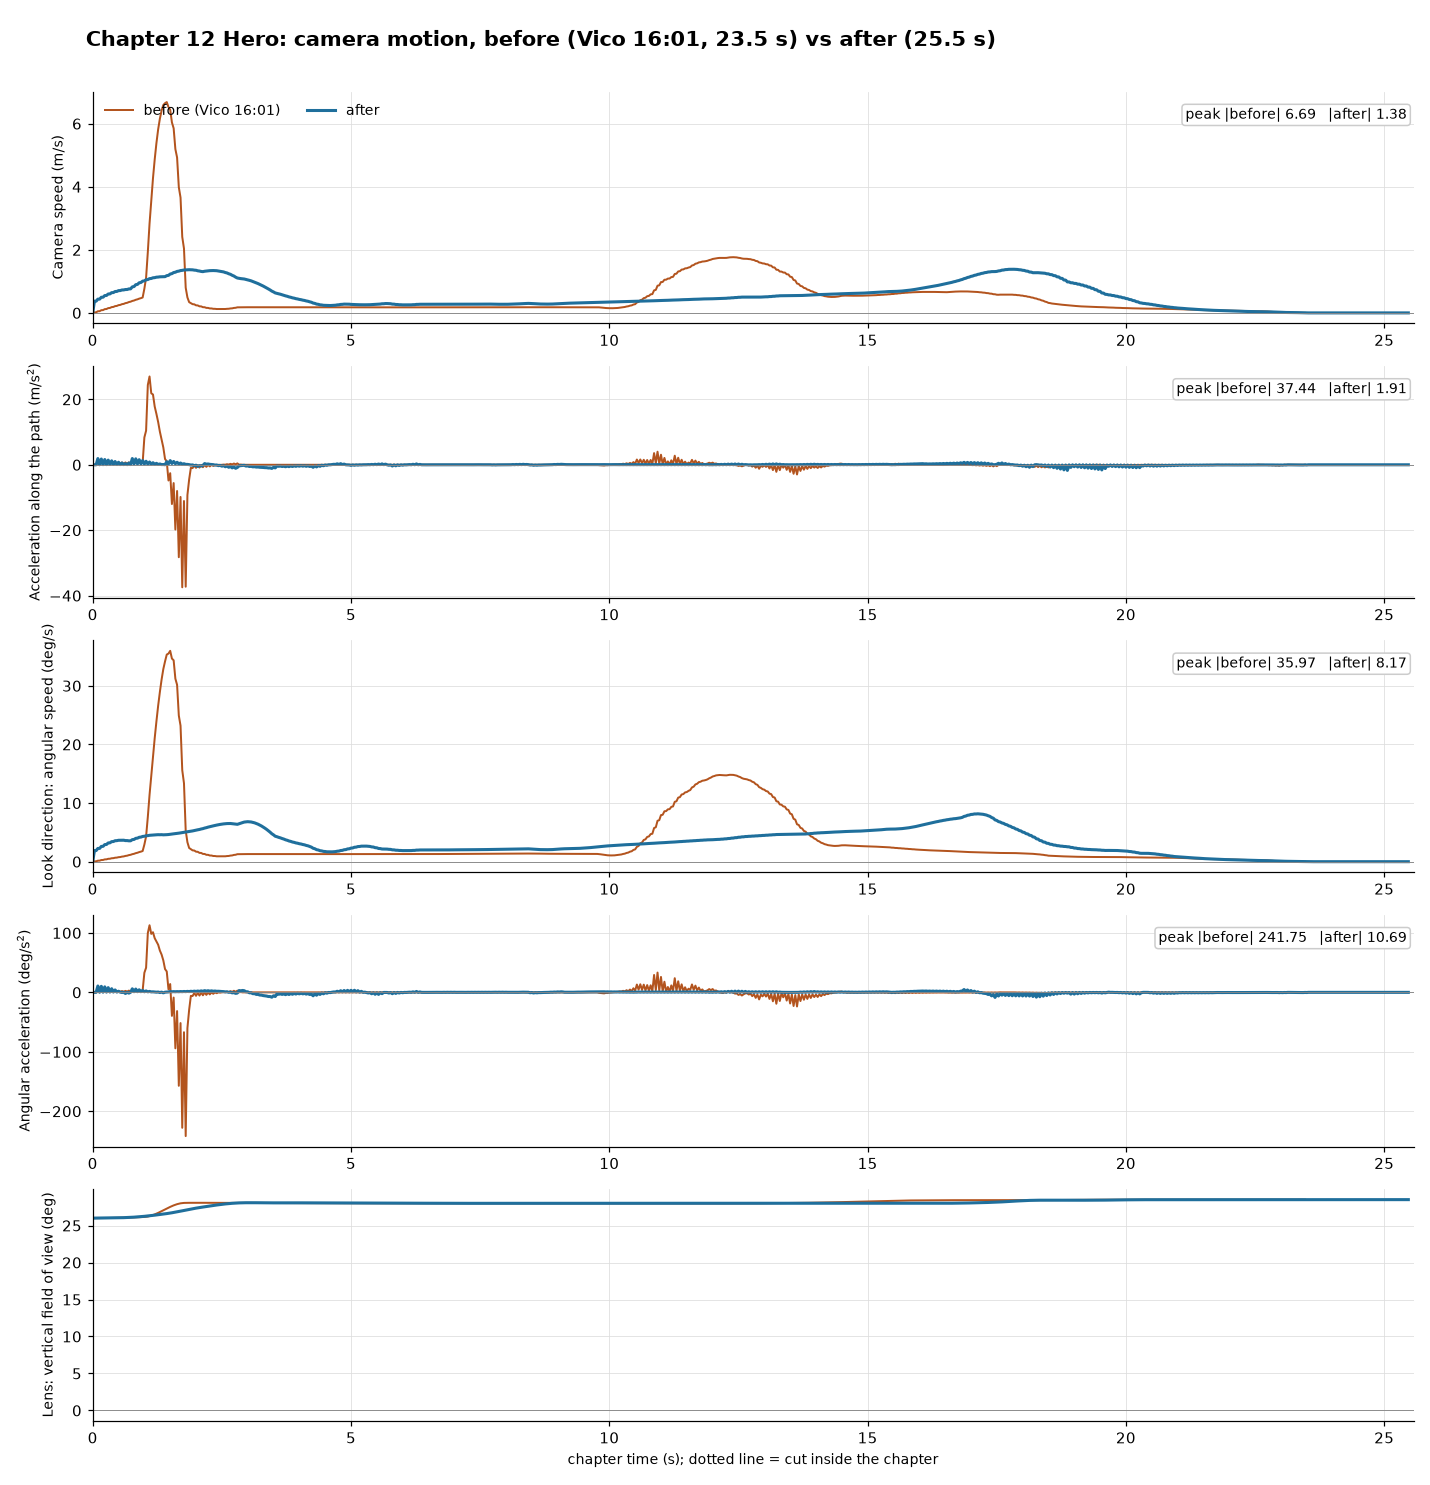 Chapter 12 Hero: camera motion, before (Vico 16:01, 23.5 s) vs after (25.5 s)
Camera speed (m/s)
before (Vico 16:01)
after
peak |before| 6.69 |after| 1.38
6
4
2
0
0 5 10 15 20 25
Acceleration along the path (m/s²)
peak |before| 37.44 |after| 1.91
20
0
−20
−40
0 5 10 15 20 25
Look direction: angular speed (deg/s)
peak |before| 35.97 |after| 8.17
30
20
10
0
0 5 10 15 20 25
Angular acceleration (deg/s²)
peak |before| 241.75 |after| 10.69
100
0
−100
−200
0 5 10 15 20 25
Lens: vertical field of view (deg)
25
20
15
10
5
0
0 5 10 15 20 25
chapter time (s); dotted line = cut inside the chapter